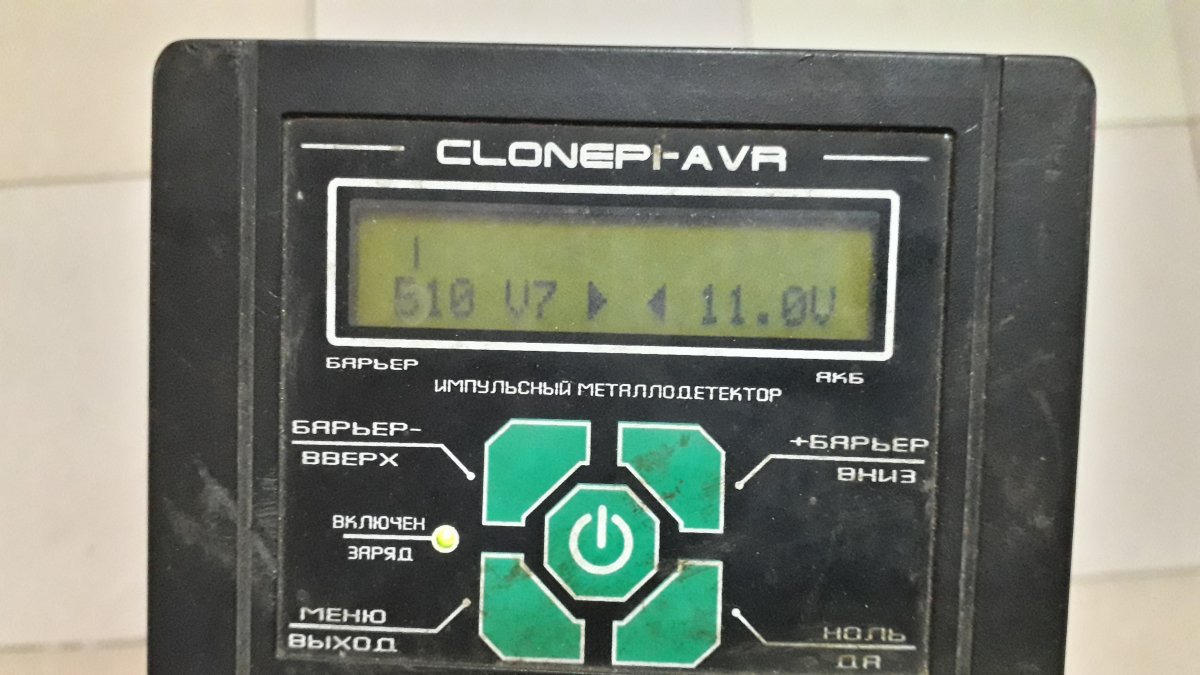 CLONEPI-AVR
510 V7 ▶ ◀ 11.0V
БАРЬЕР
АКБ
ИМПУЛЬСНЫЙ МЕТАЛЛОДЕТЕКТОР
БАРЬЕР-
ВВЕРХ
+БАРЬЕР
ВНИЗ
ВКЛЮЧЕН
ЗАРЯД
МЕНЮ
ВЫХОД
НОЛЬ
ДА